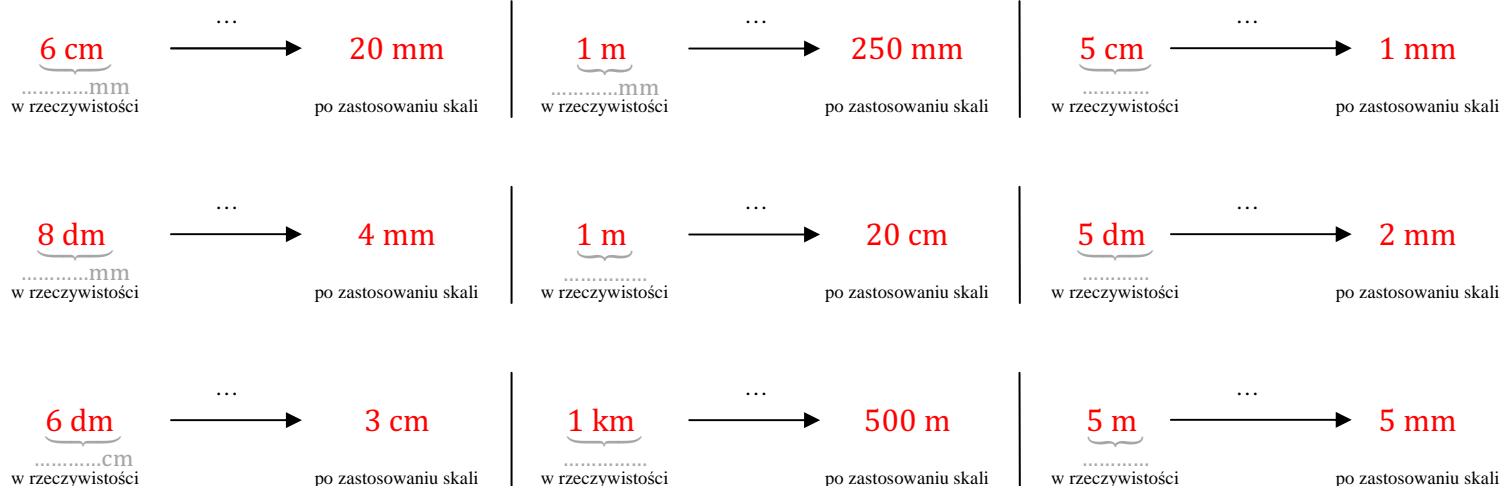 … … …
6 cm 20 mm 1 m 250 mm 5 cm 1 mm
............mm ............mm ............
w rzeczywistości po zastosowaniu skali w rzeczywistości po zastosowaniu skali w rzeczywistości po zastosowaniu skali
… … …
8 dm 4 mm 1 m 20 cm 5 dm 2 mm
............mm ............... ............
w rzeczywistości po zastosowaniu skali w rzeczywistości po zastosowaniu skali w rzeczywistości po zastosowaniu skali
… … …
6 dm 3 cm 1 km 500 m 5 m 5 mm
............cm ............... ............
w rzeczywistości po zastosowaniu skali w rzeczywistości po zastosowaniu skali w rzeczywistości po zastosowaniu skali